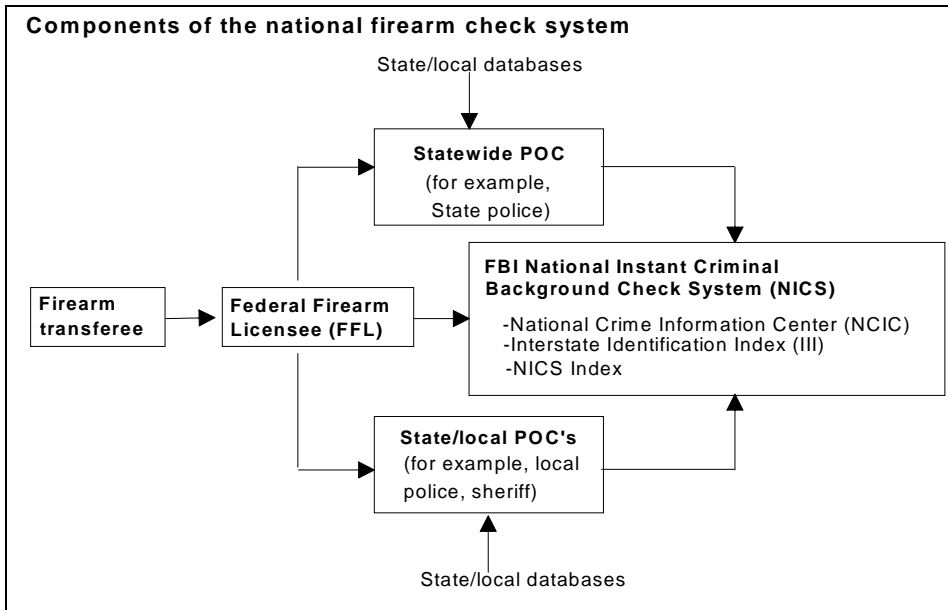 Components of the national firearm check system
State/local databases
Statewide POC
(for example,
State police)
FBI National Instant Criminal
Background Check System (NICS)
-National Crime Information Center (NCIC)
-Interstate Identification Index (III)
-NICS Index
Firearm
transferee
Federal Firearm
Licensee (FFL)
State/local POC's
(for example, local
police, sheriff)
State/local databases